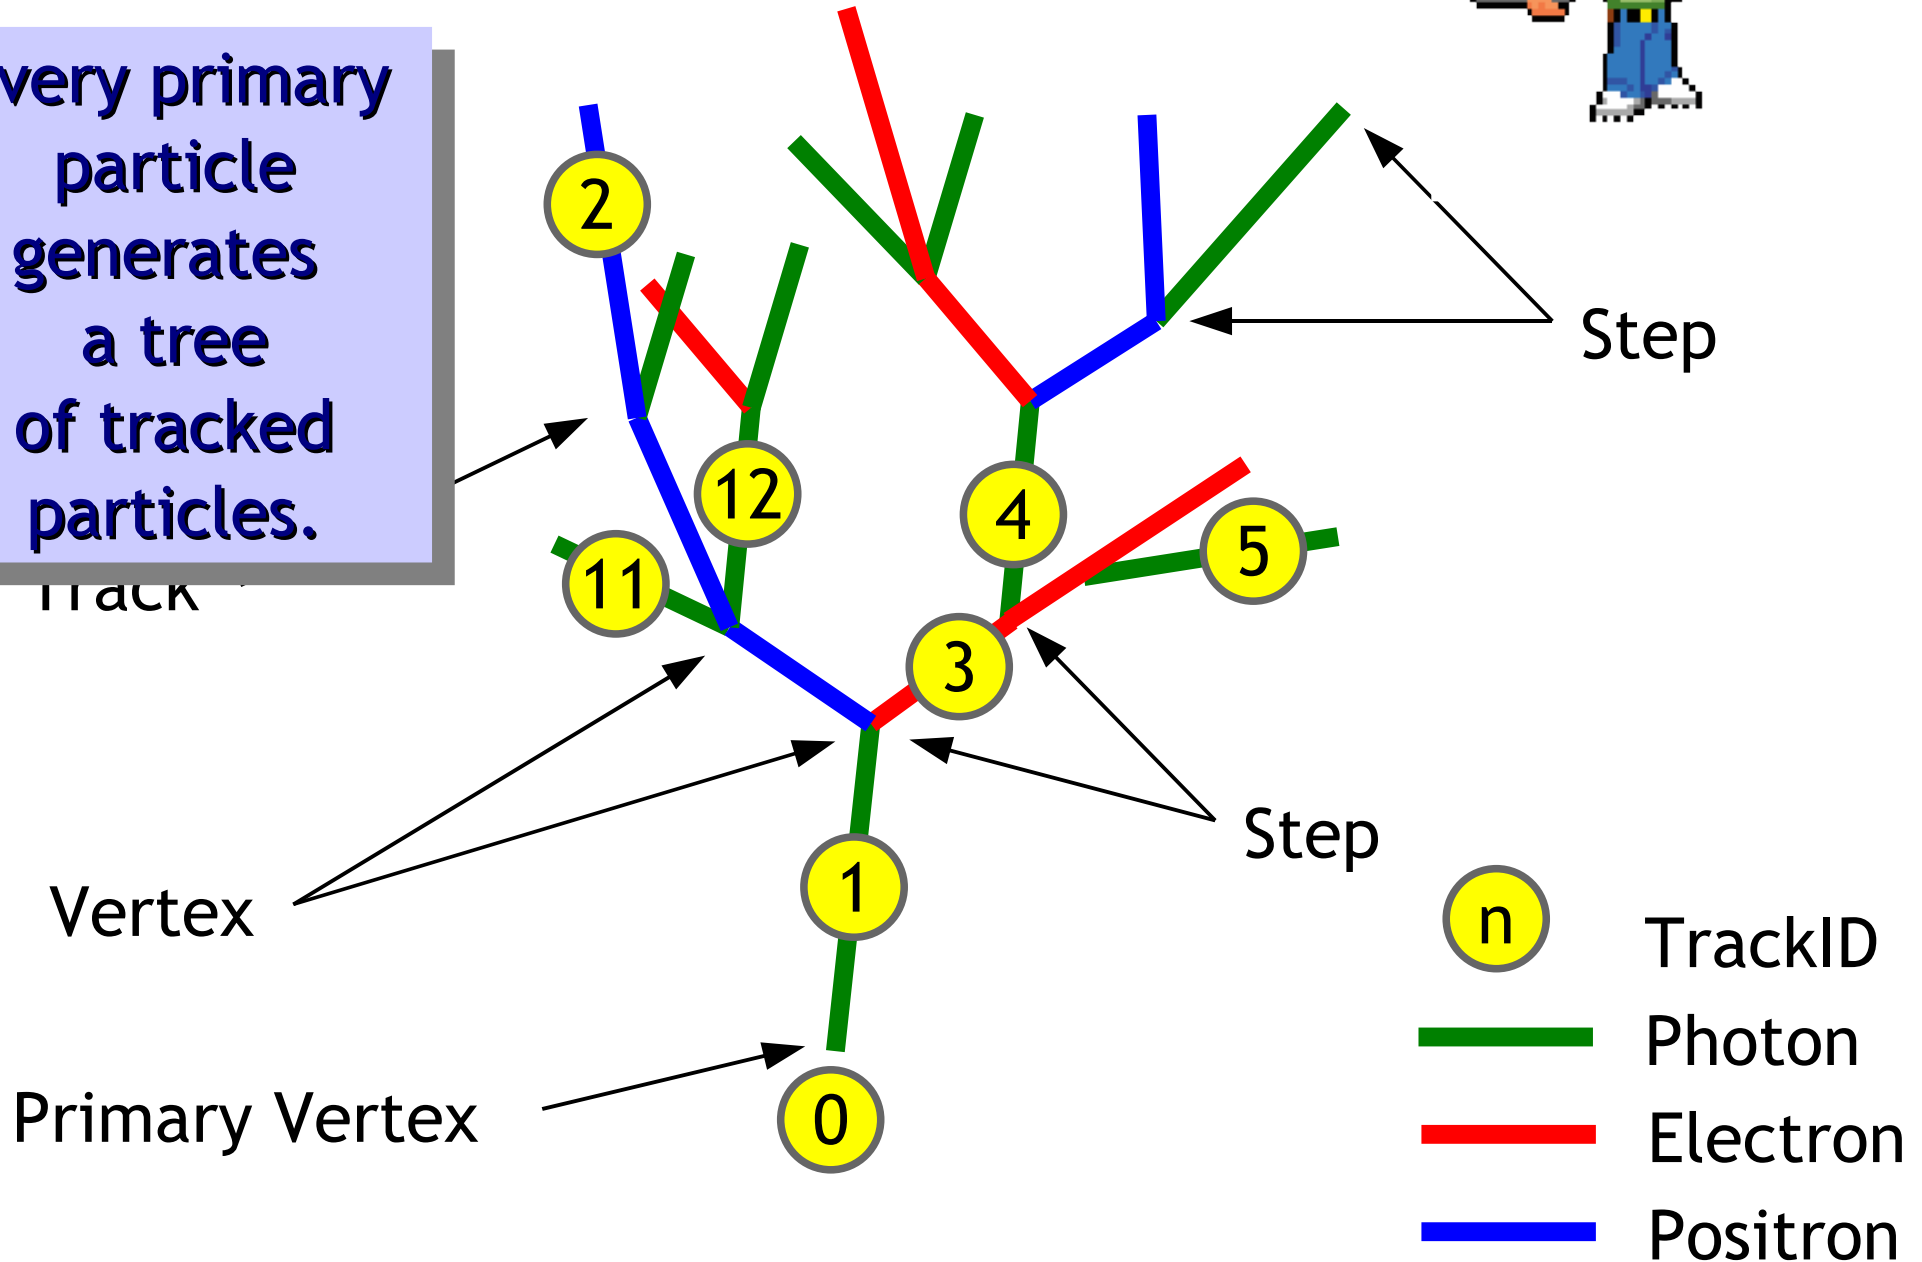 very primary
particle
generates
a tree
of tracked
particles.
2
12
11
4
5
3
1
0
Step
Track
Step
Vertex
Primary Vertex
n
TrackID
Photon
Electron
Positron